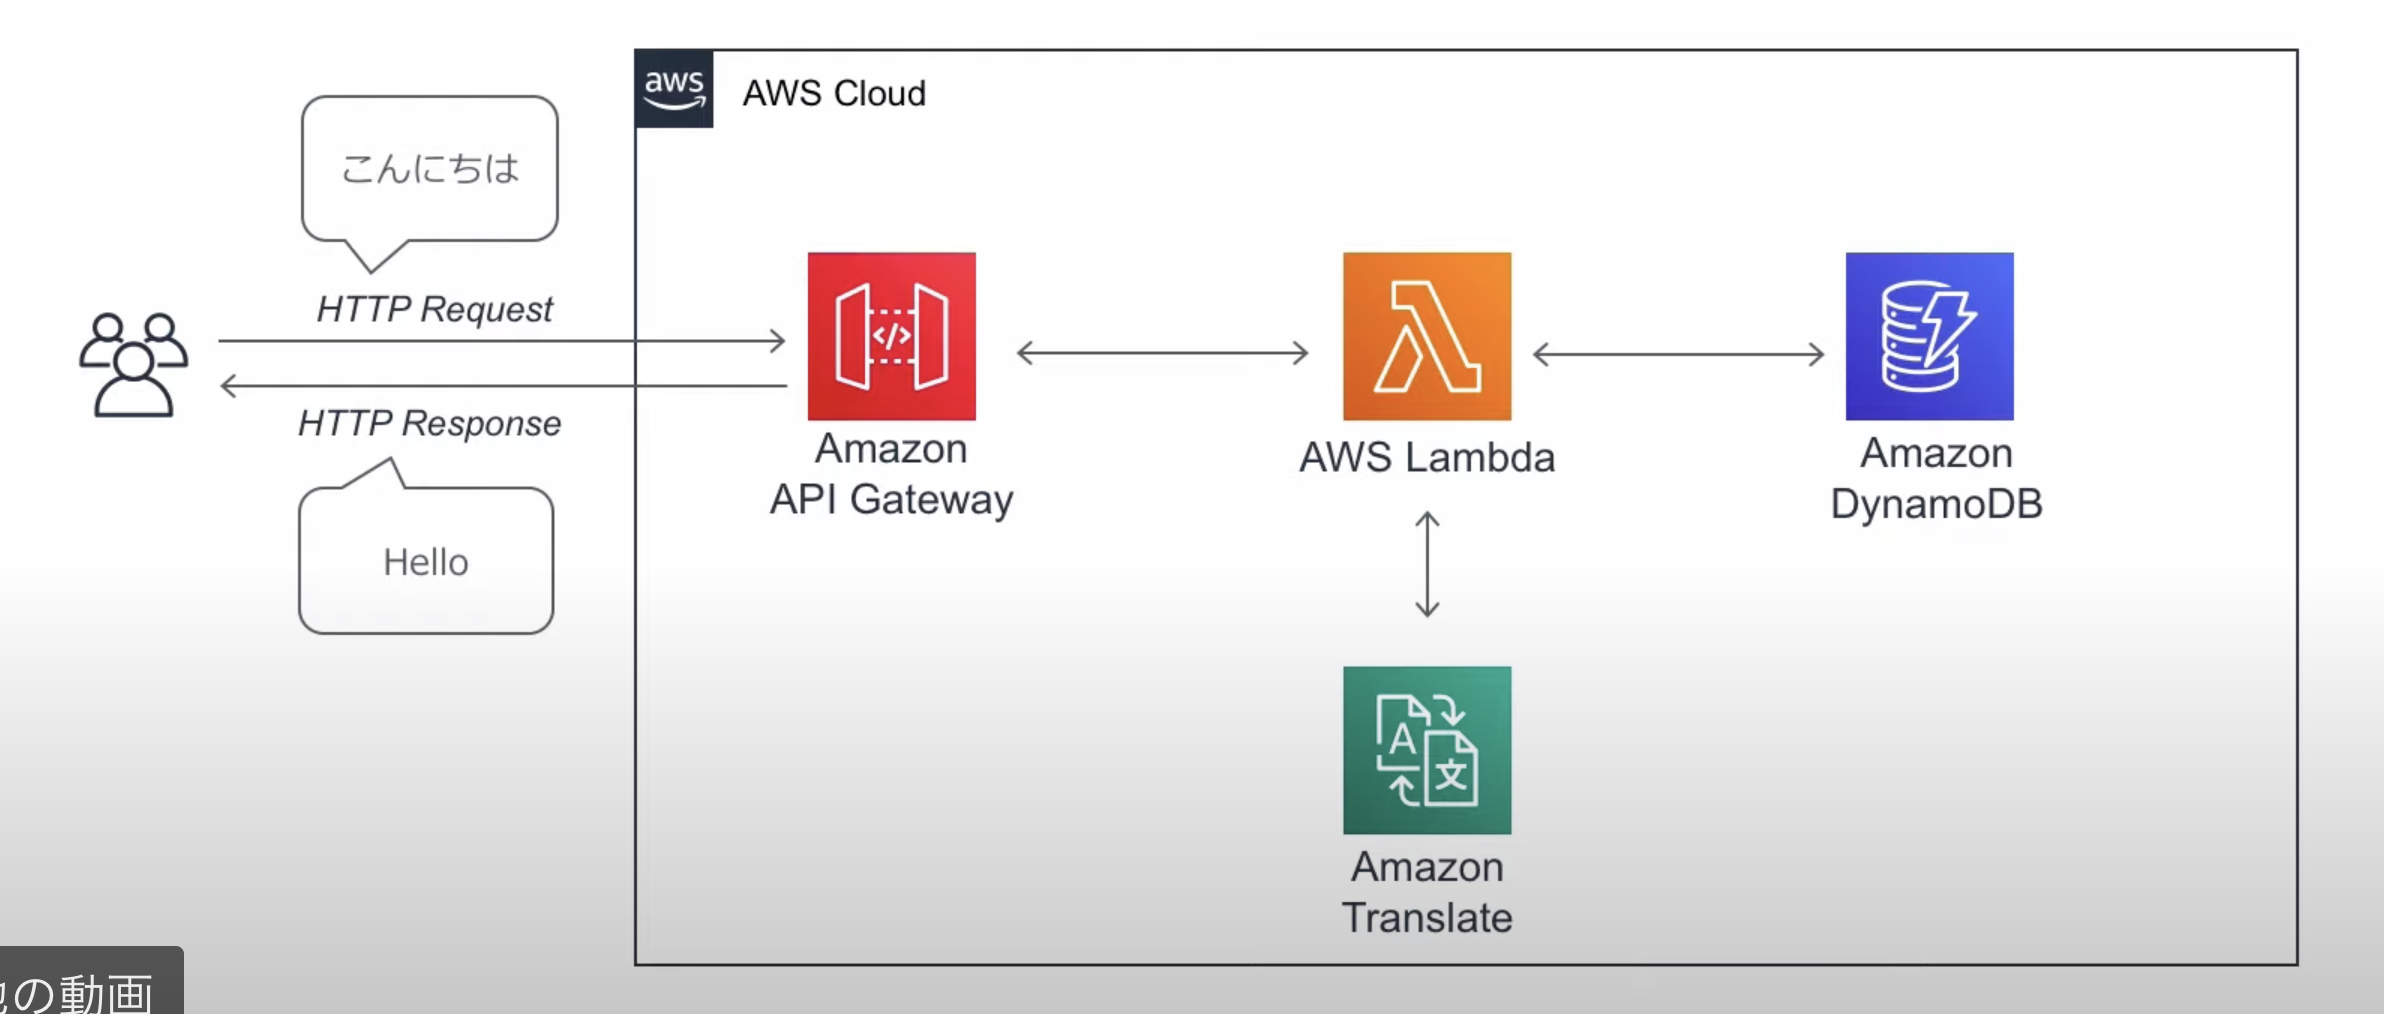 aws
AWS Cloud
こんにちは
HTTP Request
HTTP Response
Hello
</>
Amazon
API Gateway
AWS Lambda
Amazon
DynamoDB
A
文
Amazon
Translate
の動画